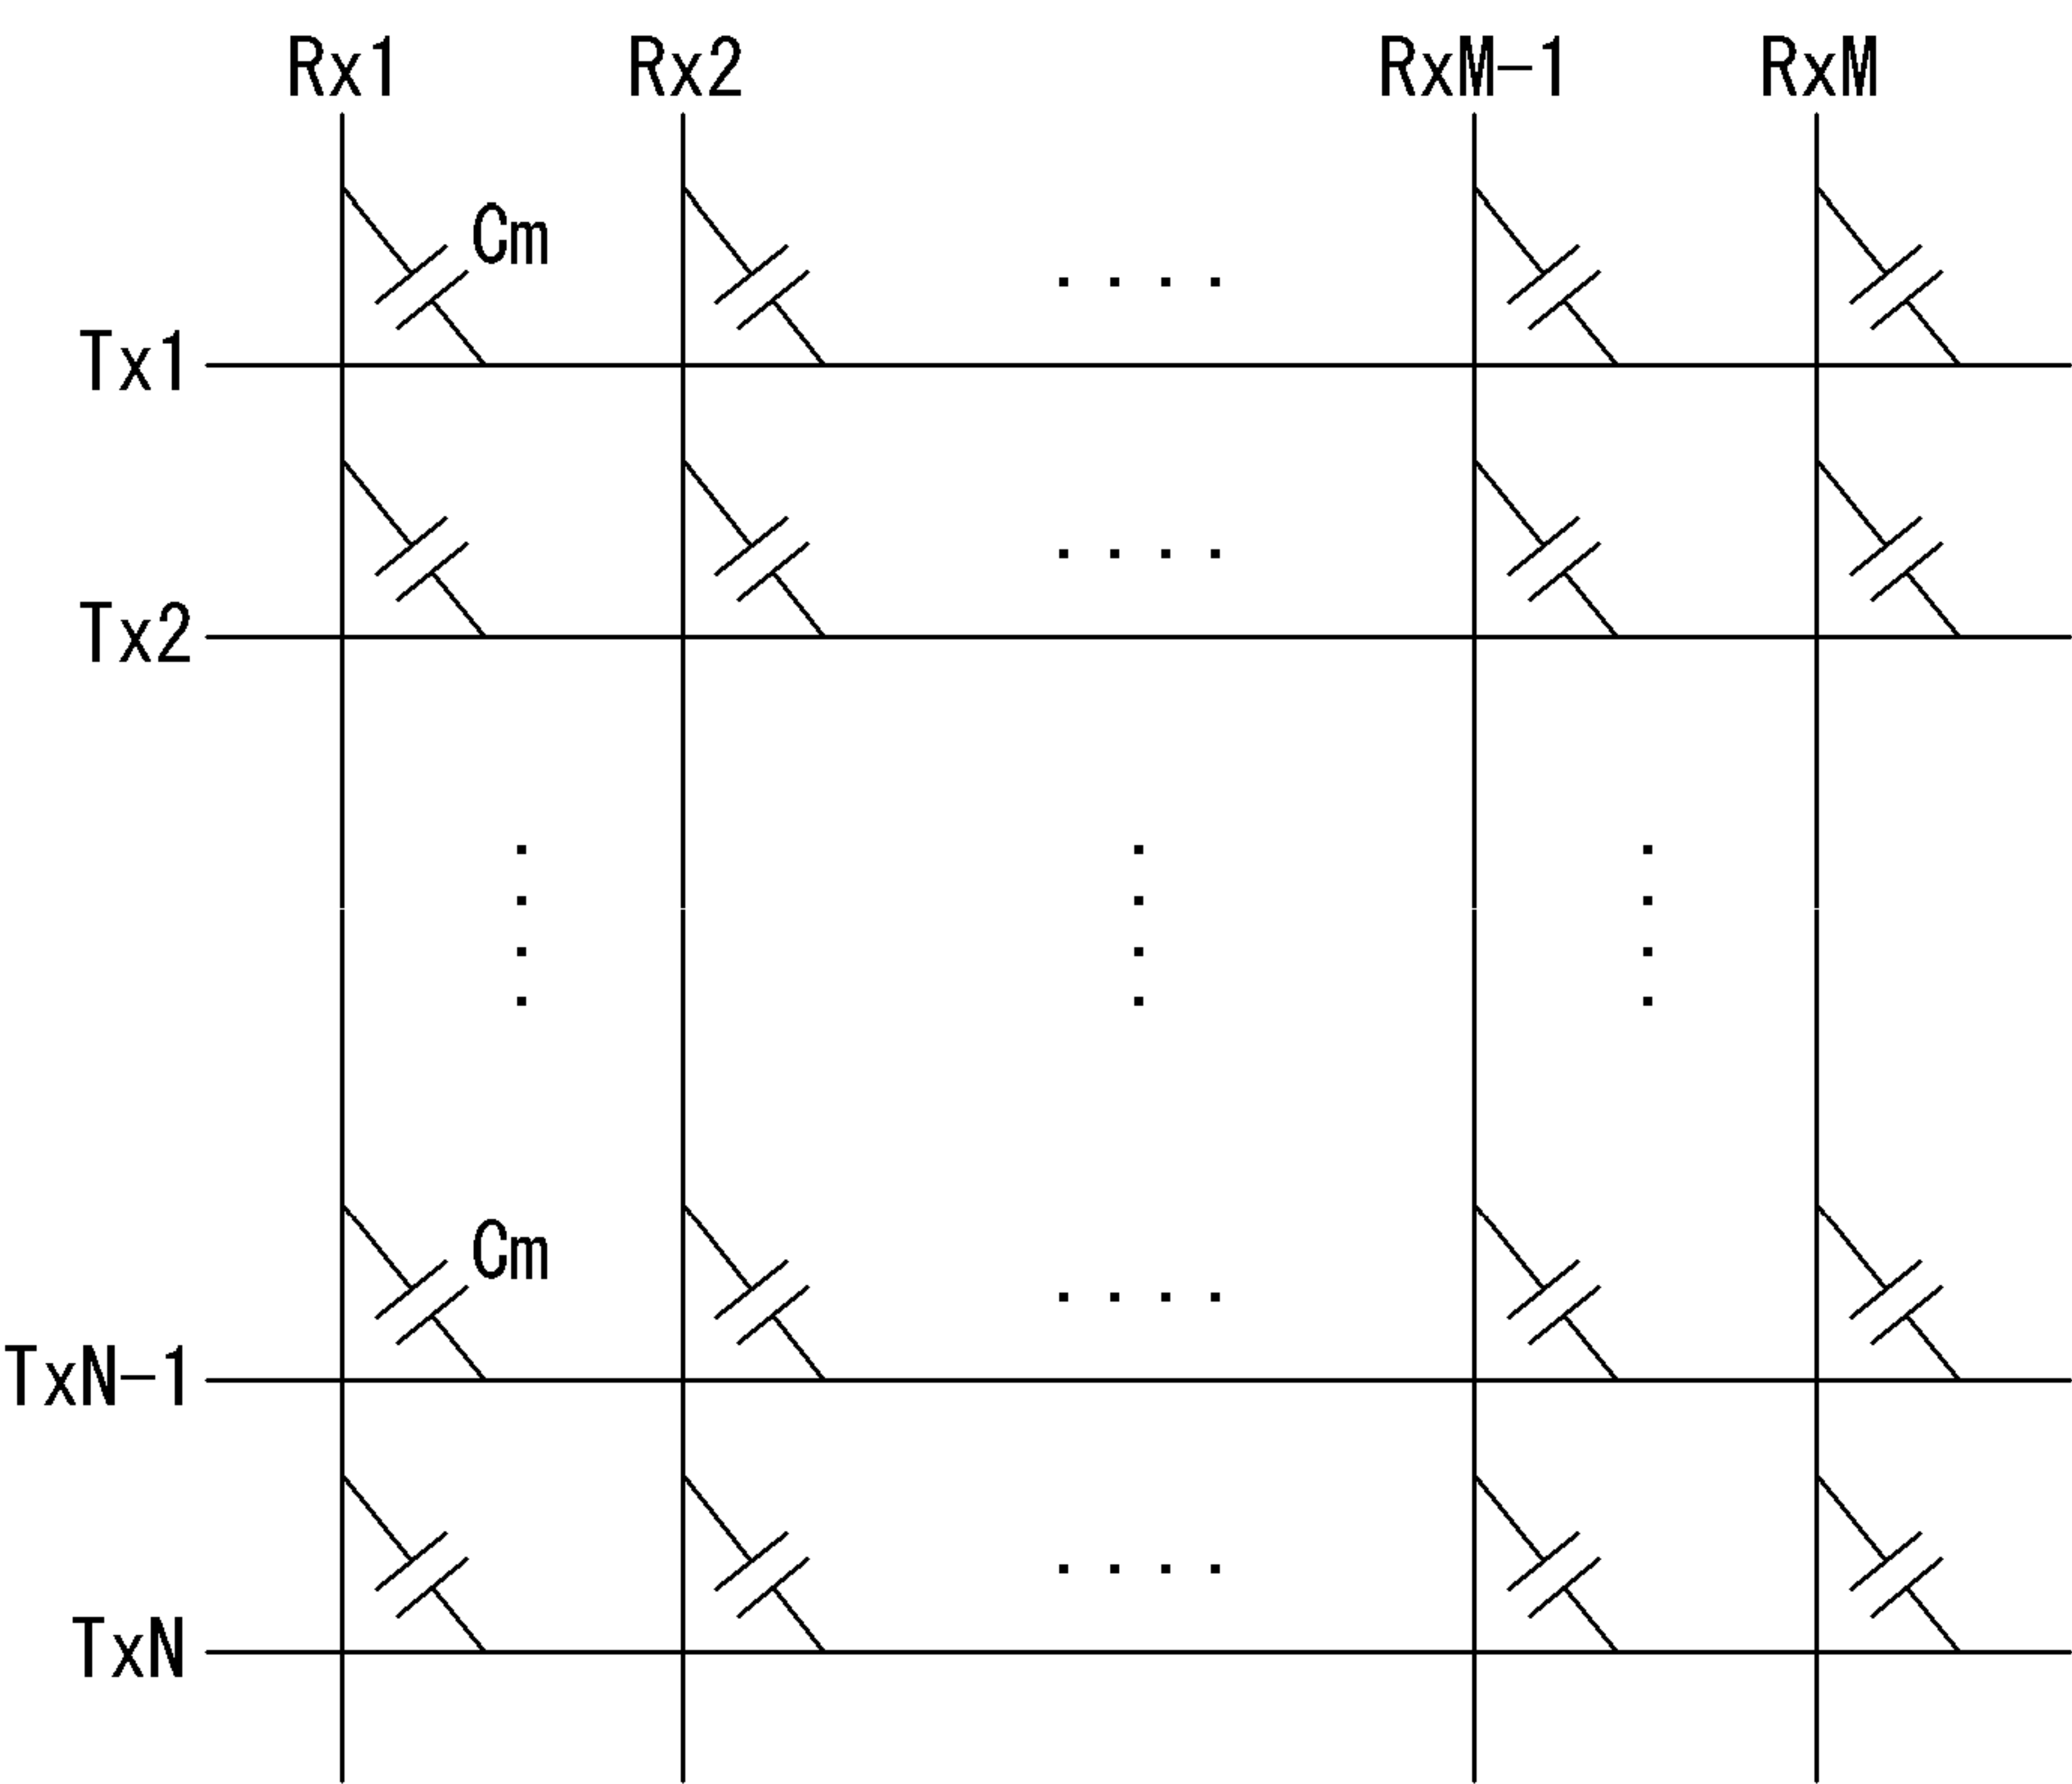 Rx1 Rx2 RxM-1 RxM
Cm
Tx1
Tx2
Cm
TxN-1
TxN